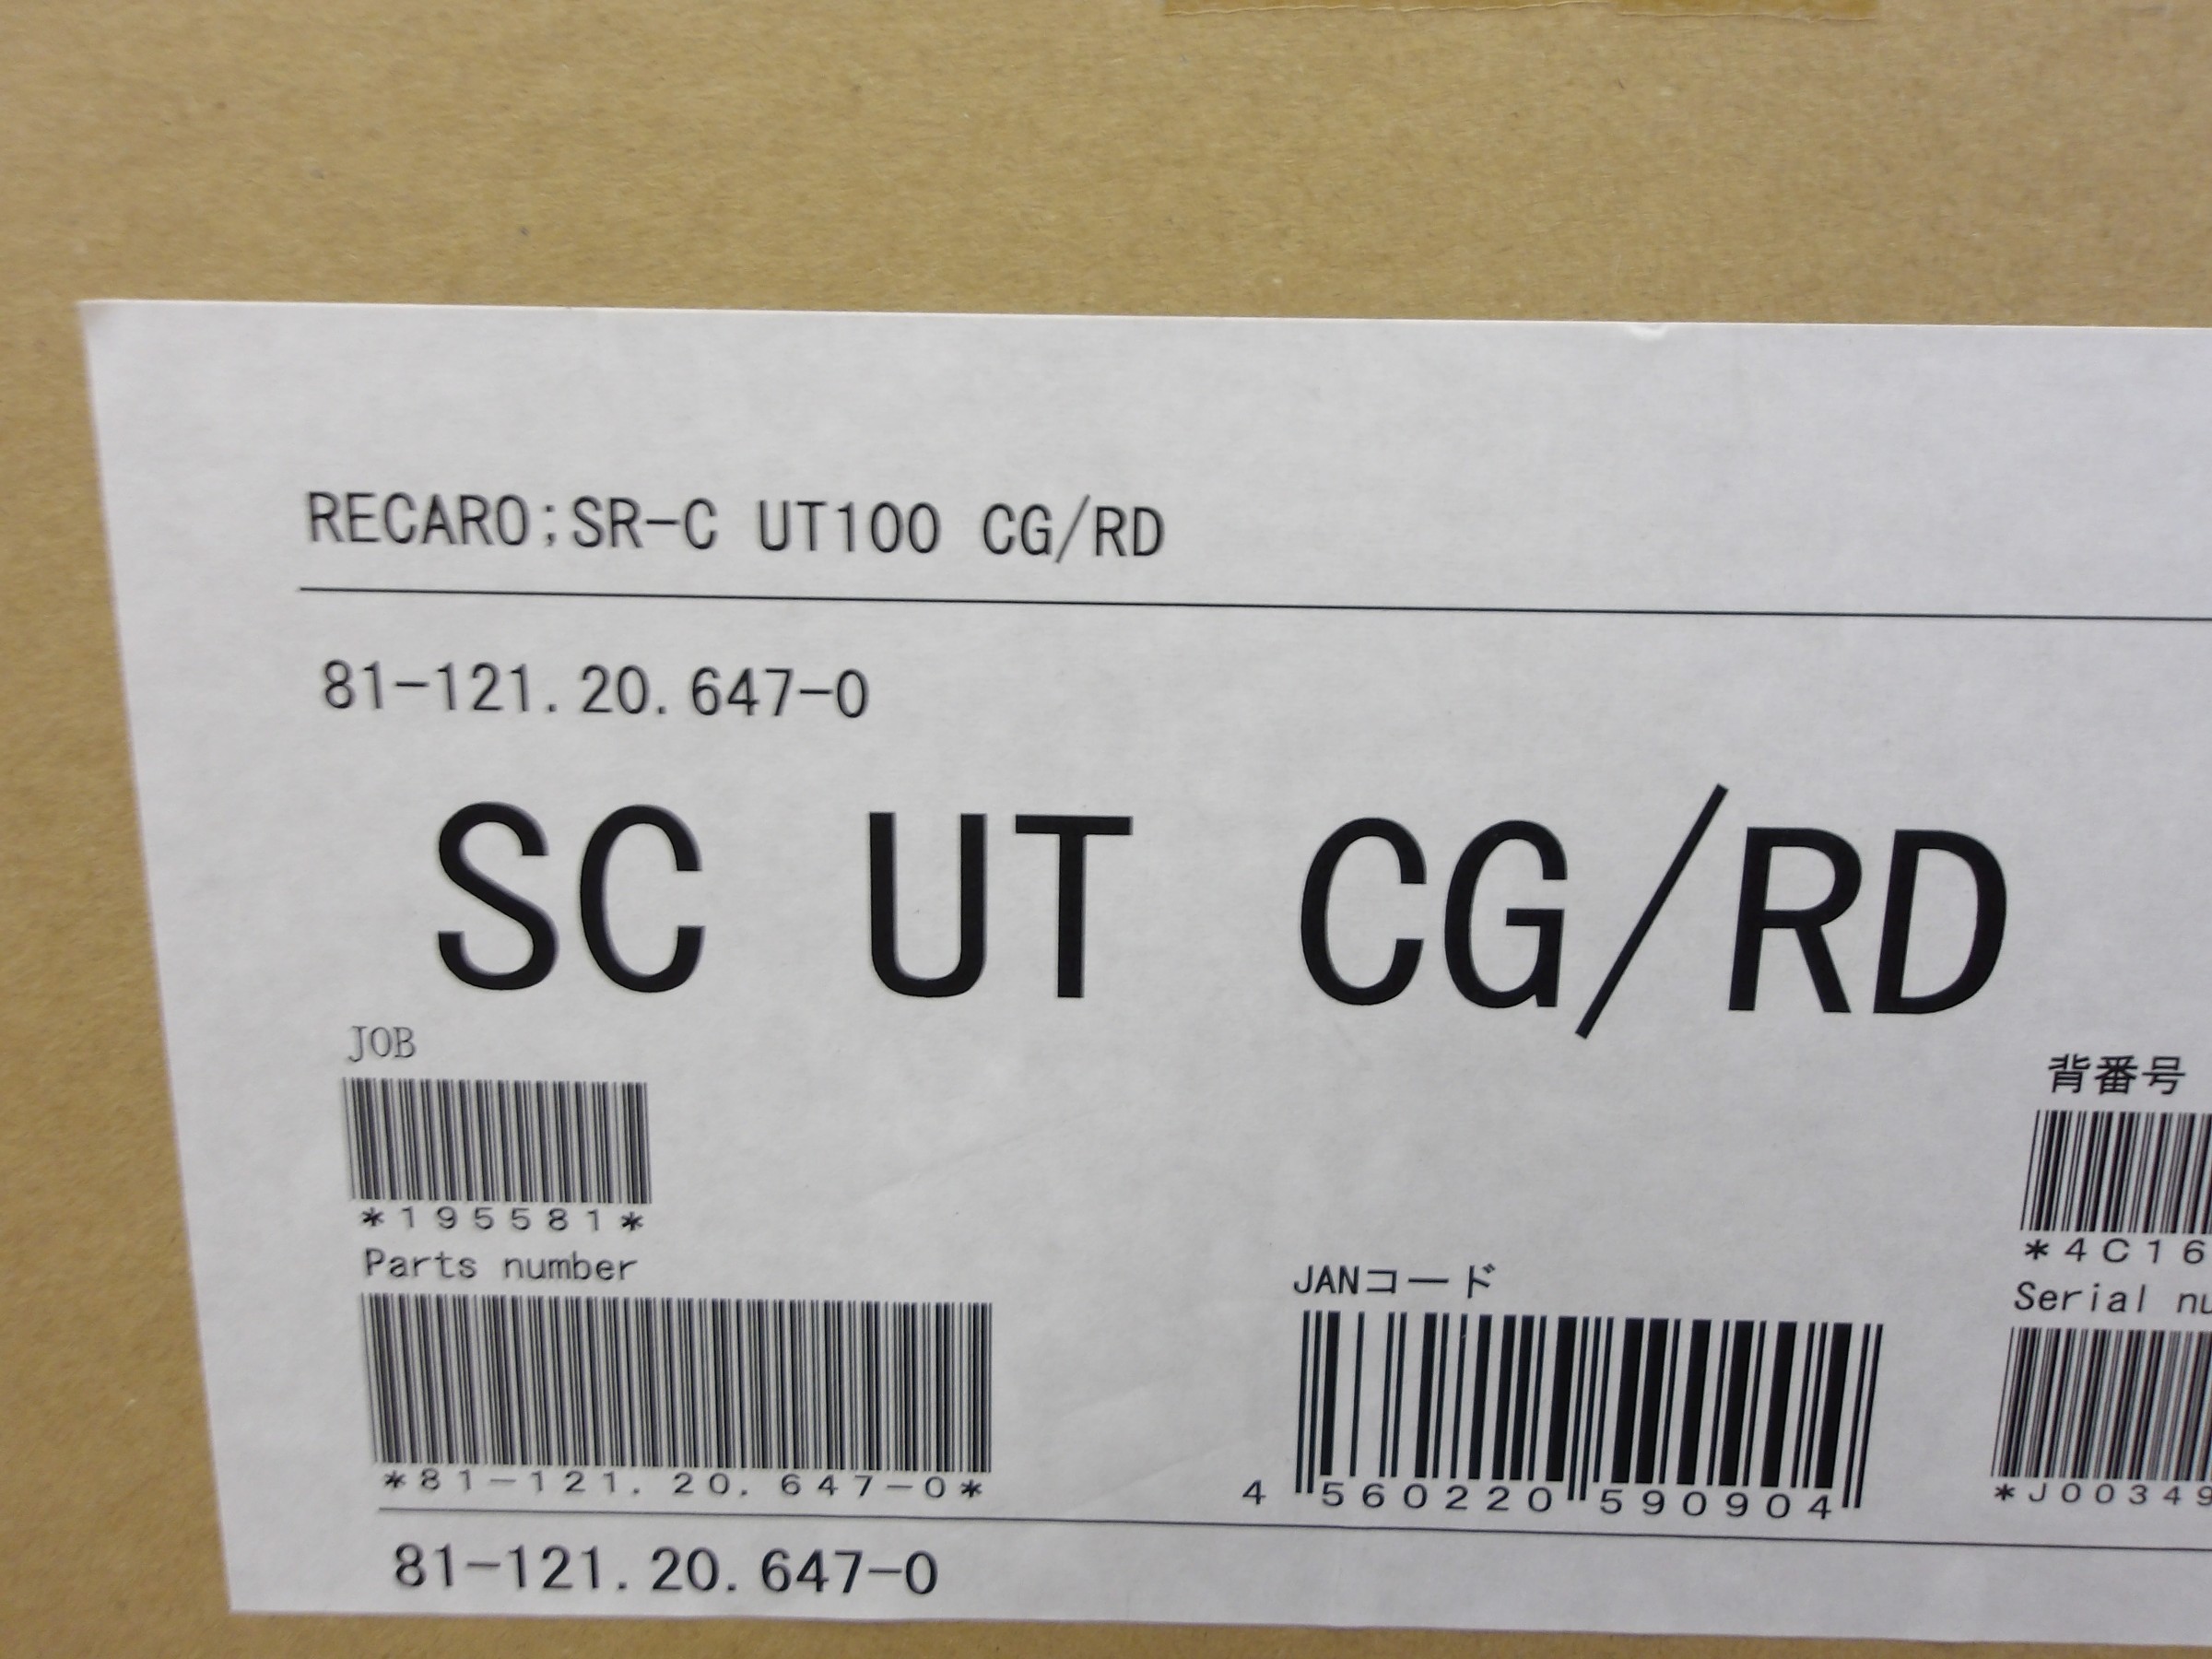 RECARO;SR-C UT100 CG/RD
81-121.20.647-0
SC UT CG/RD
JOB
*195581*
背番号
*4C16
Parts number
*81-121.20.647-0*
JANコード
4 560220 590904
Serial nu
*J00349
81-121.20.647-0